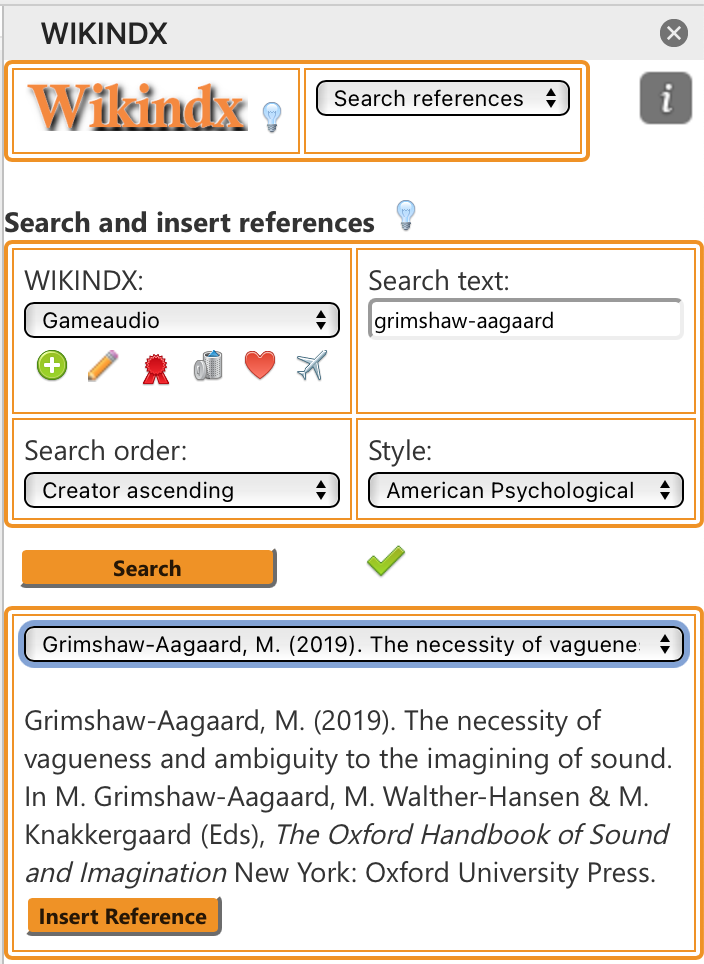 WIKINDX
Wikindx
Search references
i
Search and insert references
WIKINDX:
Gameaudio
Search text:
grimshaw-aagaard
Search order:
Creator ascending
Style:
American Psychological
Search
Grimshaw-Aagaard, M. (2019). The necessity of vaguene
Grimshaw-Aagaard, M. (2019). The necessity of
vagueness and ambiguity to the imagining of sound.
In M. Grimshaw-Aagaard, M. Walther-Hansen & M.
Knakkergaard (Eds), The Oxford Handbook of Sound
and Imagination New York: Oxford University Press.
Insert Reference